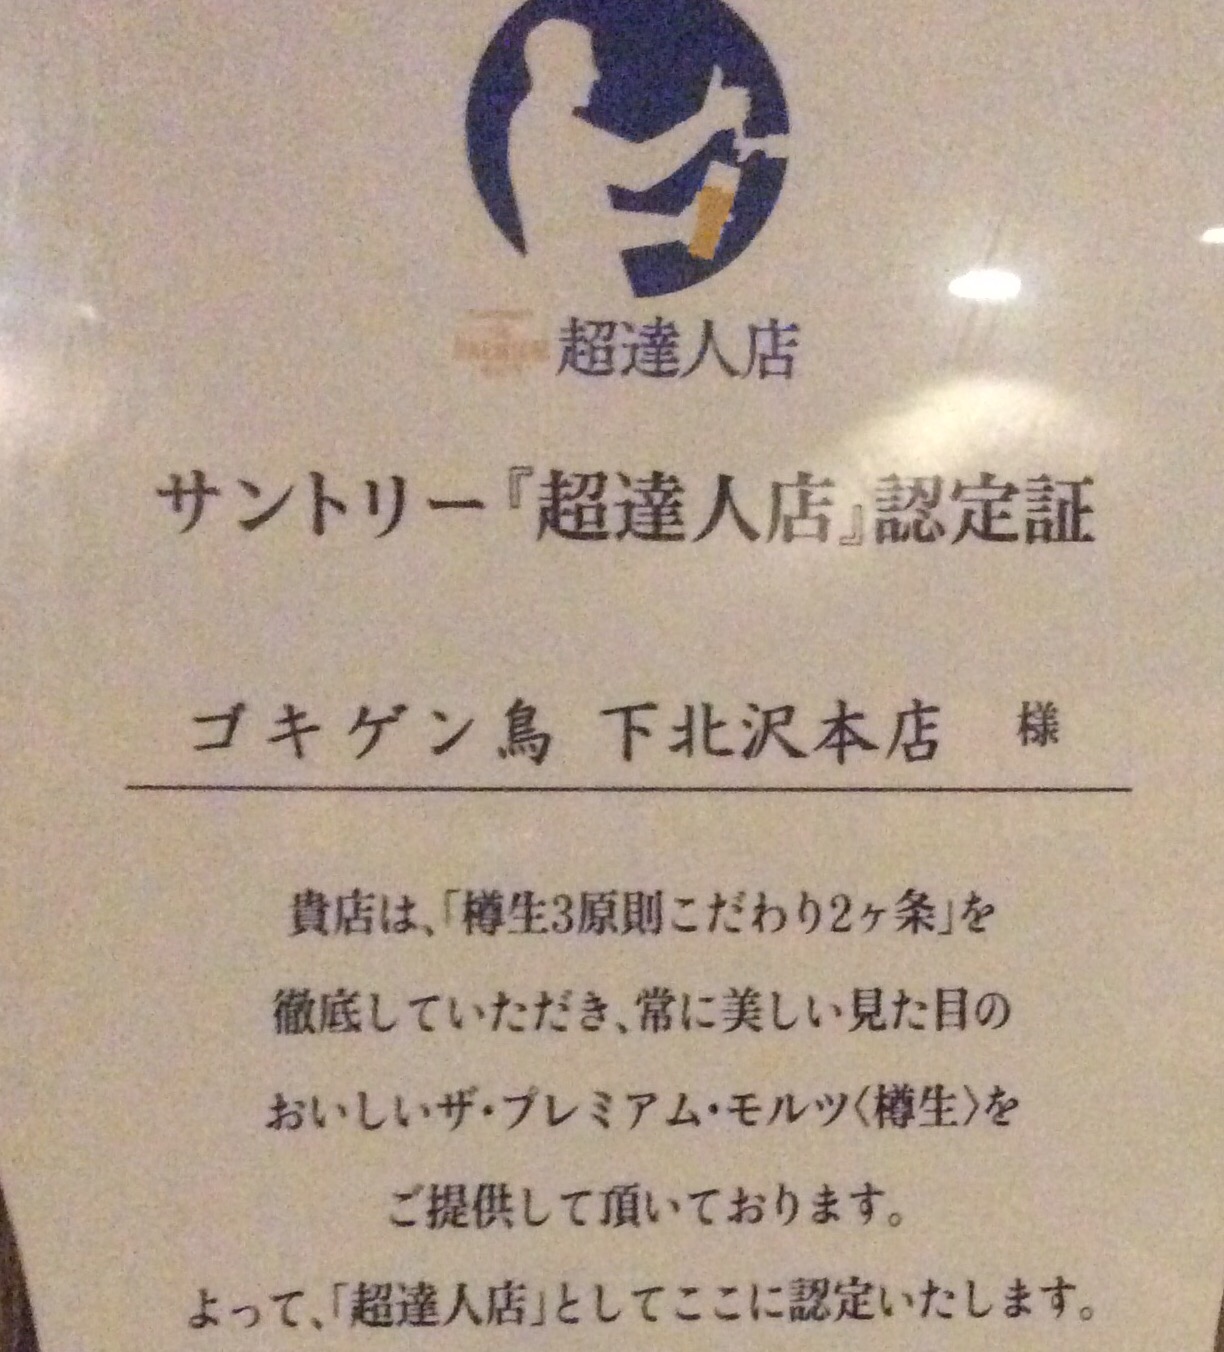 超達人店
サントリー『超達人店』認定証
ゴキゲン鳥 下北沢本店 様
貴店は、「樽生3原則こだわり2ヶ条」を
徹底していただき、常に美しい見た目の
おいしいザ・プレミアム・モルツ〈樽生〉を
ご提供して頂いております。
よって、「超達人店」としてここに認定いたします。